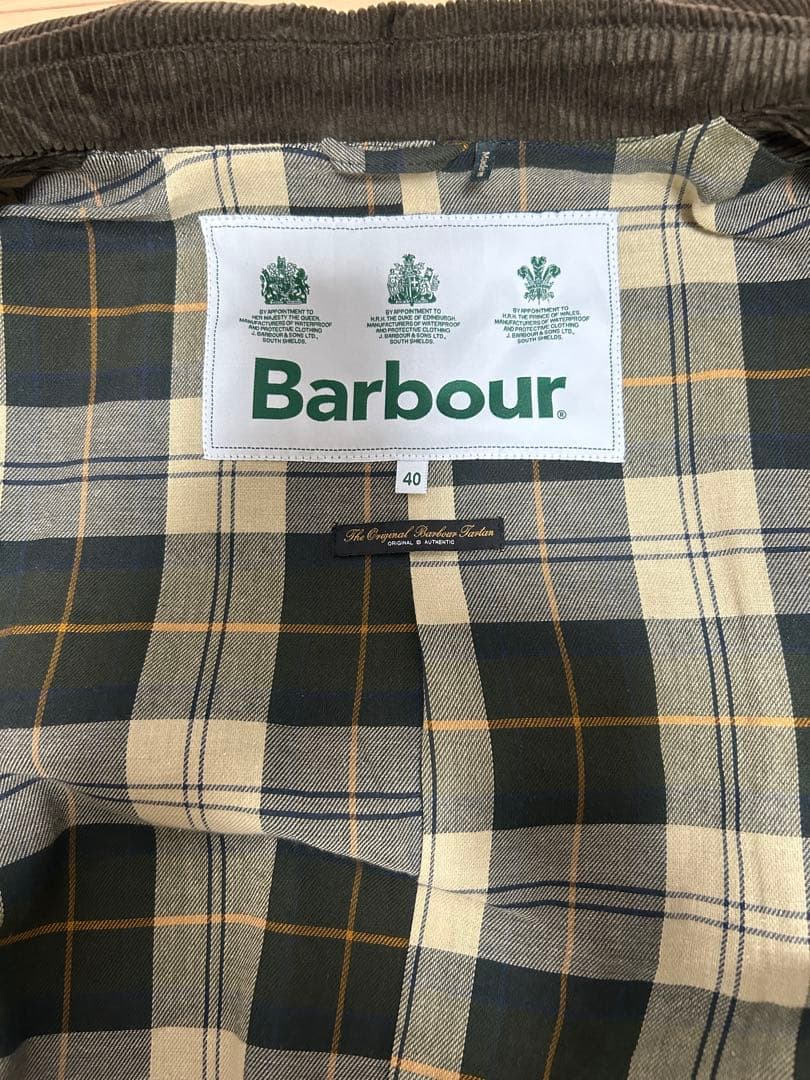 BY APPOINTMENT TO
HER MAJESTY THE QUEEN,
MANUFACTURERS OF WATERPROOF
AND PROTECTIVE CLOTHING
J. BARBOUR & SONS LTD.,
SOUTH SHIELDS.
BY APPOINTMENT TO
H.R.H. THE DUKE OF EDINBURGH,
MANUFACTURERS OF WATERPROOF
AND PROTECTIVE CLOTHING
J. BARBOUR & SONS LTD.,
SOUTH SHIELDS.
BY APPOINTMENT TO
H.R.H. THE PRINCE OF WALES,
MANUFACTURERS OF WATERPROOF
AND PROTECTIVE CLOTHING
J. BARBOUR & SONS LTD.,
SOUTH SHIELDS.
Barbour®
40
The Original Barbour Tartan
ORIGINAL & AUTHENTIC